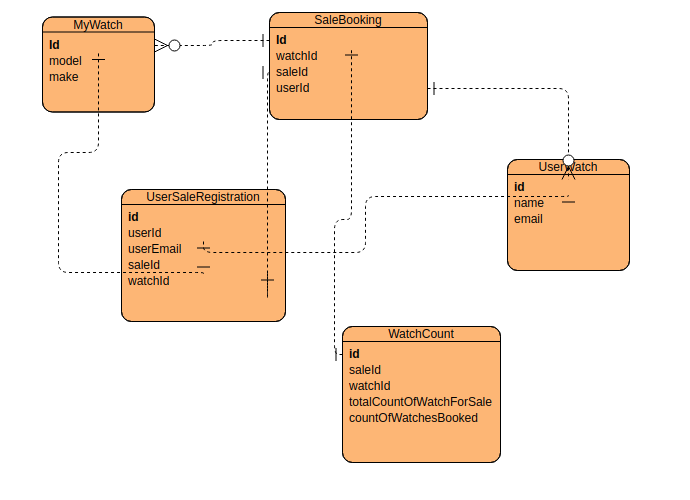 MyWatch
Id
model
make
SaleBooking
Id
watchId
saleId
userId
UserWatch
id
name
email
UserSaleRegistration
id
userId
userEmail
saleId
watchId
WatchCount
id
saleId
watchId
totalCountOfWatchForSale
countOfWatchesBooked